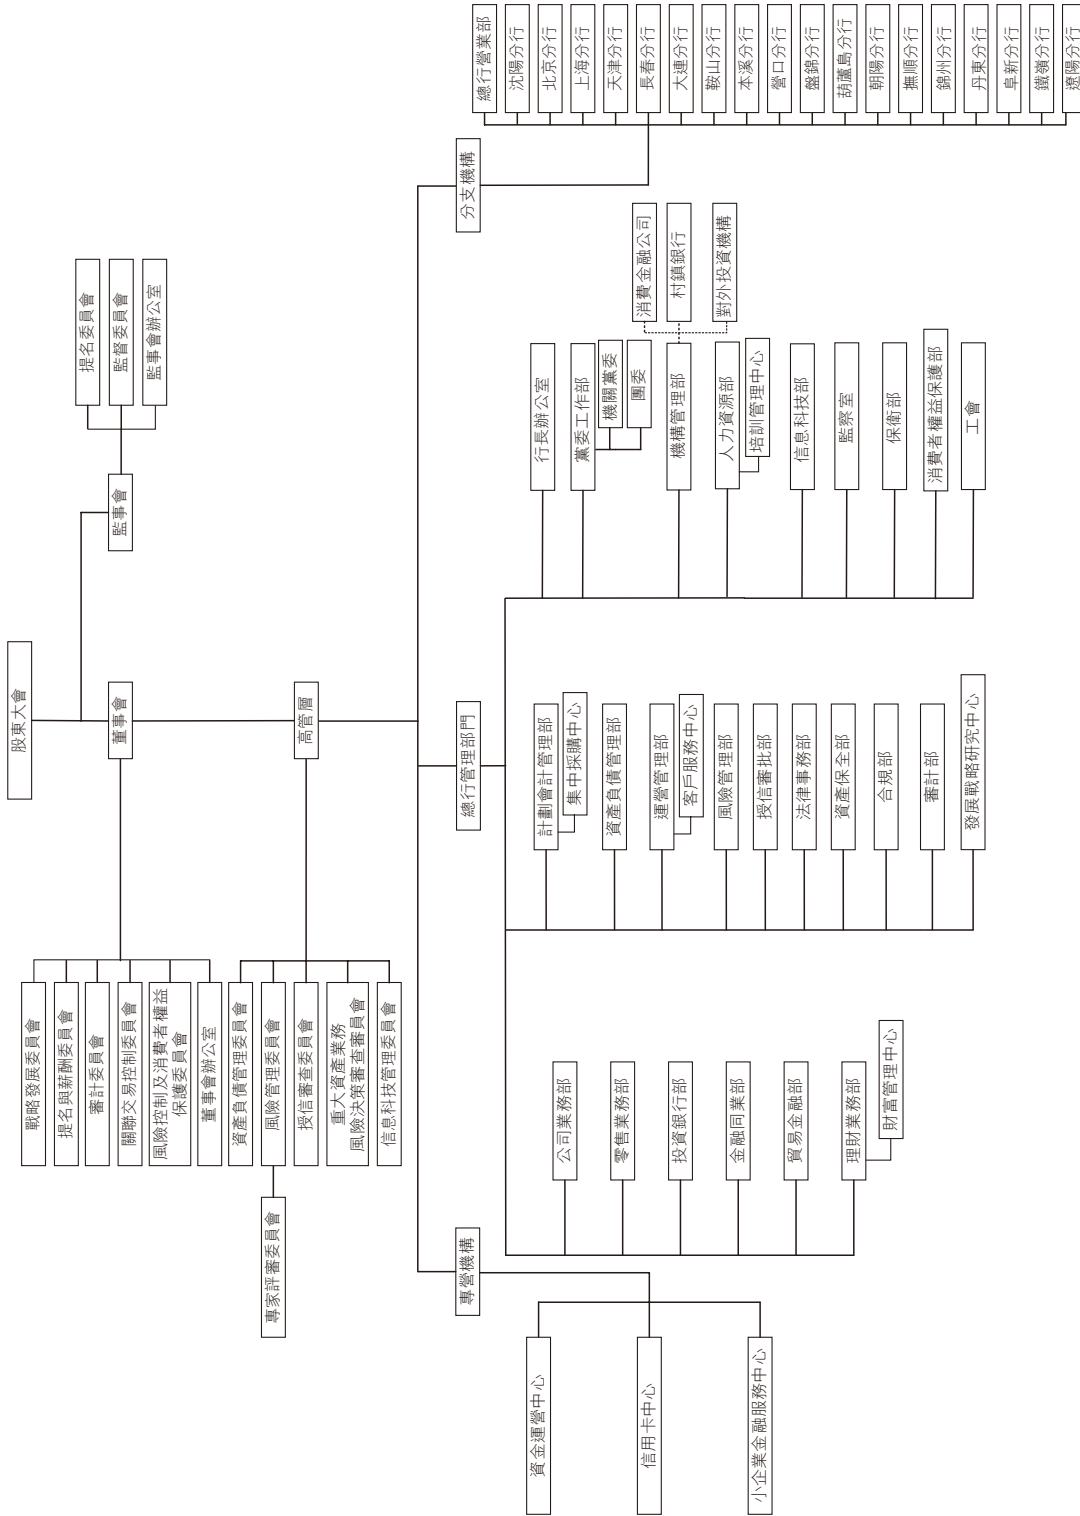 股東大會
監事會
提名委員會
監督委員會
監事會辦公室
董事會
戰略發展委員會
提名與薪酬委員會
審計委員會
關聯交易控制委員會
風險控制及消費者權益
保護委員會
董事會辦公室
高管層
資產負債管理委員會
風險管理委員會
專家評審委員會
授信審查委員會
重大資產業務
風險決策審查審員會
信息科技管理委員會
專營機構
資金運營中心
信用卡中心
小企業金融服務中心
總行管理部門
公司業務部
零售業務部
投資銀行部
金融同業部
貿易金融部
理財業務部
財富管理中心
計劃會計管理部
集中採購中心
資產負債管理部
運營管理部
客戶服務中心
風險管理部
授信審批部
法律事務部
資產保全部
合規部
審計部
發展戰略研究中心
行長辦公室
黨委工作部
機關黨委
團委
機構管理部
消費金融公司
村鎮銀行
對外投資機構
人力資源部
培訓管理中心
信息科技部
監察室
保衛部
消費者權益保護部
工會
分支機構
總行營業部
沈陽分行
北京分行
上海分行
天津分行
長春分行
大連分行
鞍山分行
本溪分行
營口分行
盤錦分行
葫蘆島分行
朝陽分行
撫順分行
錦州分行
丹東分行
阜新分行
鐵嶺分行
遼陽分行